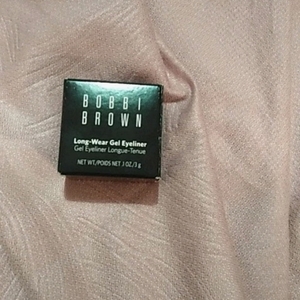 BOBBI
BROWN
Long-Wear Gel Eyeliner
Gel Eyeliner Longue-Tenue
NET WT./POIDS NET .1 OZ./3 g